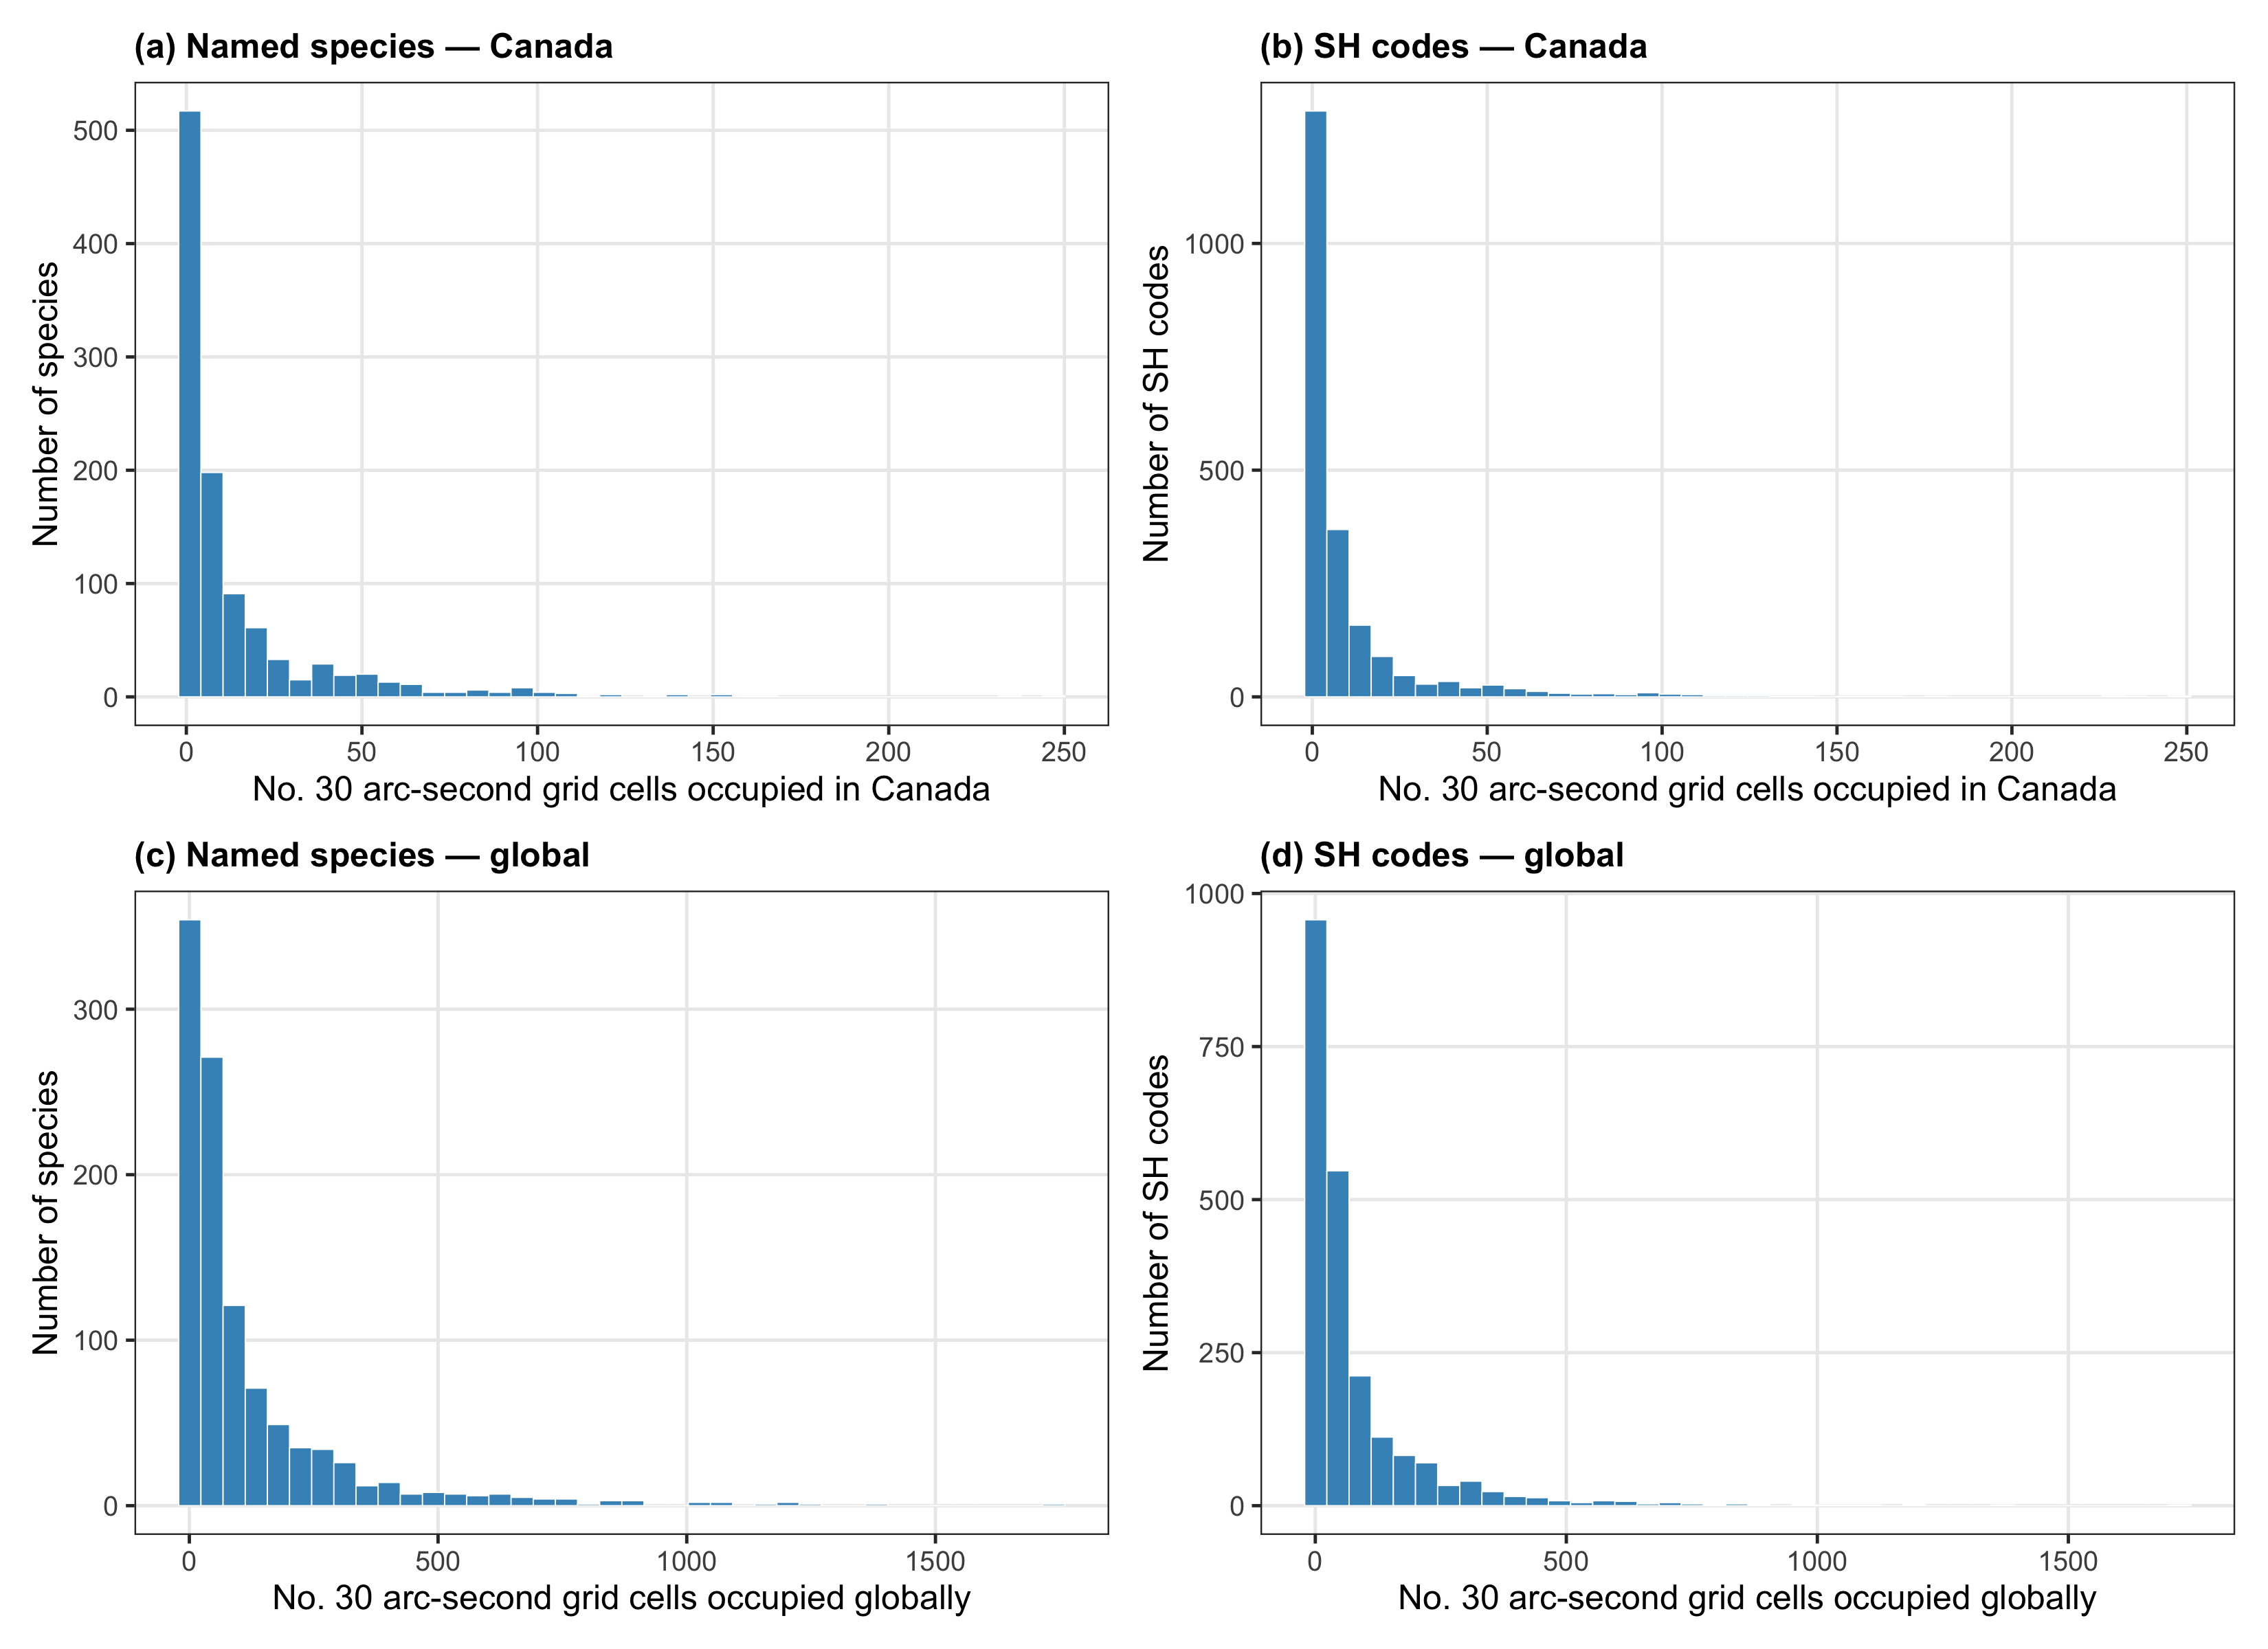 (a) Named species — Canada
Number of species
500
400
300
200
100
0
0 50 100 150 200 250
No. 30 arc-second grid cells occupied in Canada
(b) SH codes — Canada
Number of SH codes
1000
500
0
0 50 100 150 200 250
No. 30 arc-second grid cells occupied in Canada
(c) Named species — global
Number of species
300
200
100
0
0 500 1000 1500
No. 30 arc-second grid cells occupied globally
(d) SH codes — global
Number of SH codes
1000
750
500
250
0
0 500 1000 1500
No. 30 arc-second grid cells occupied globally